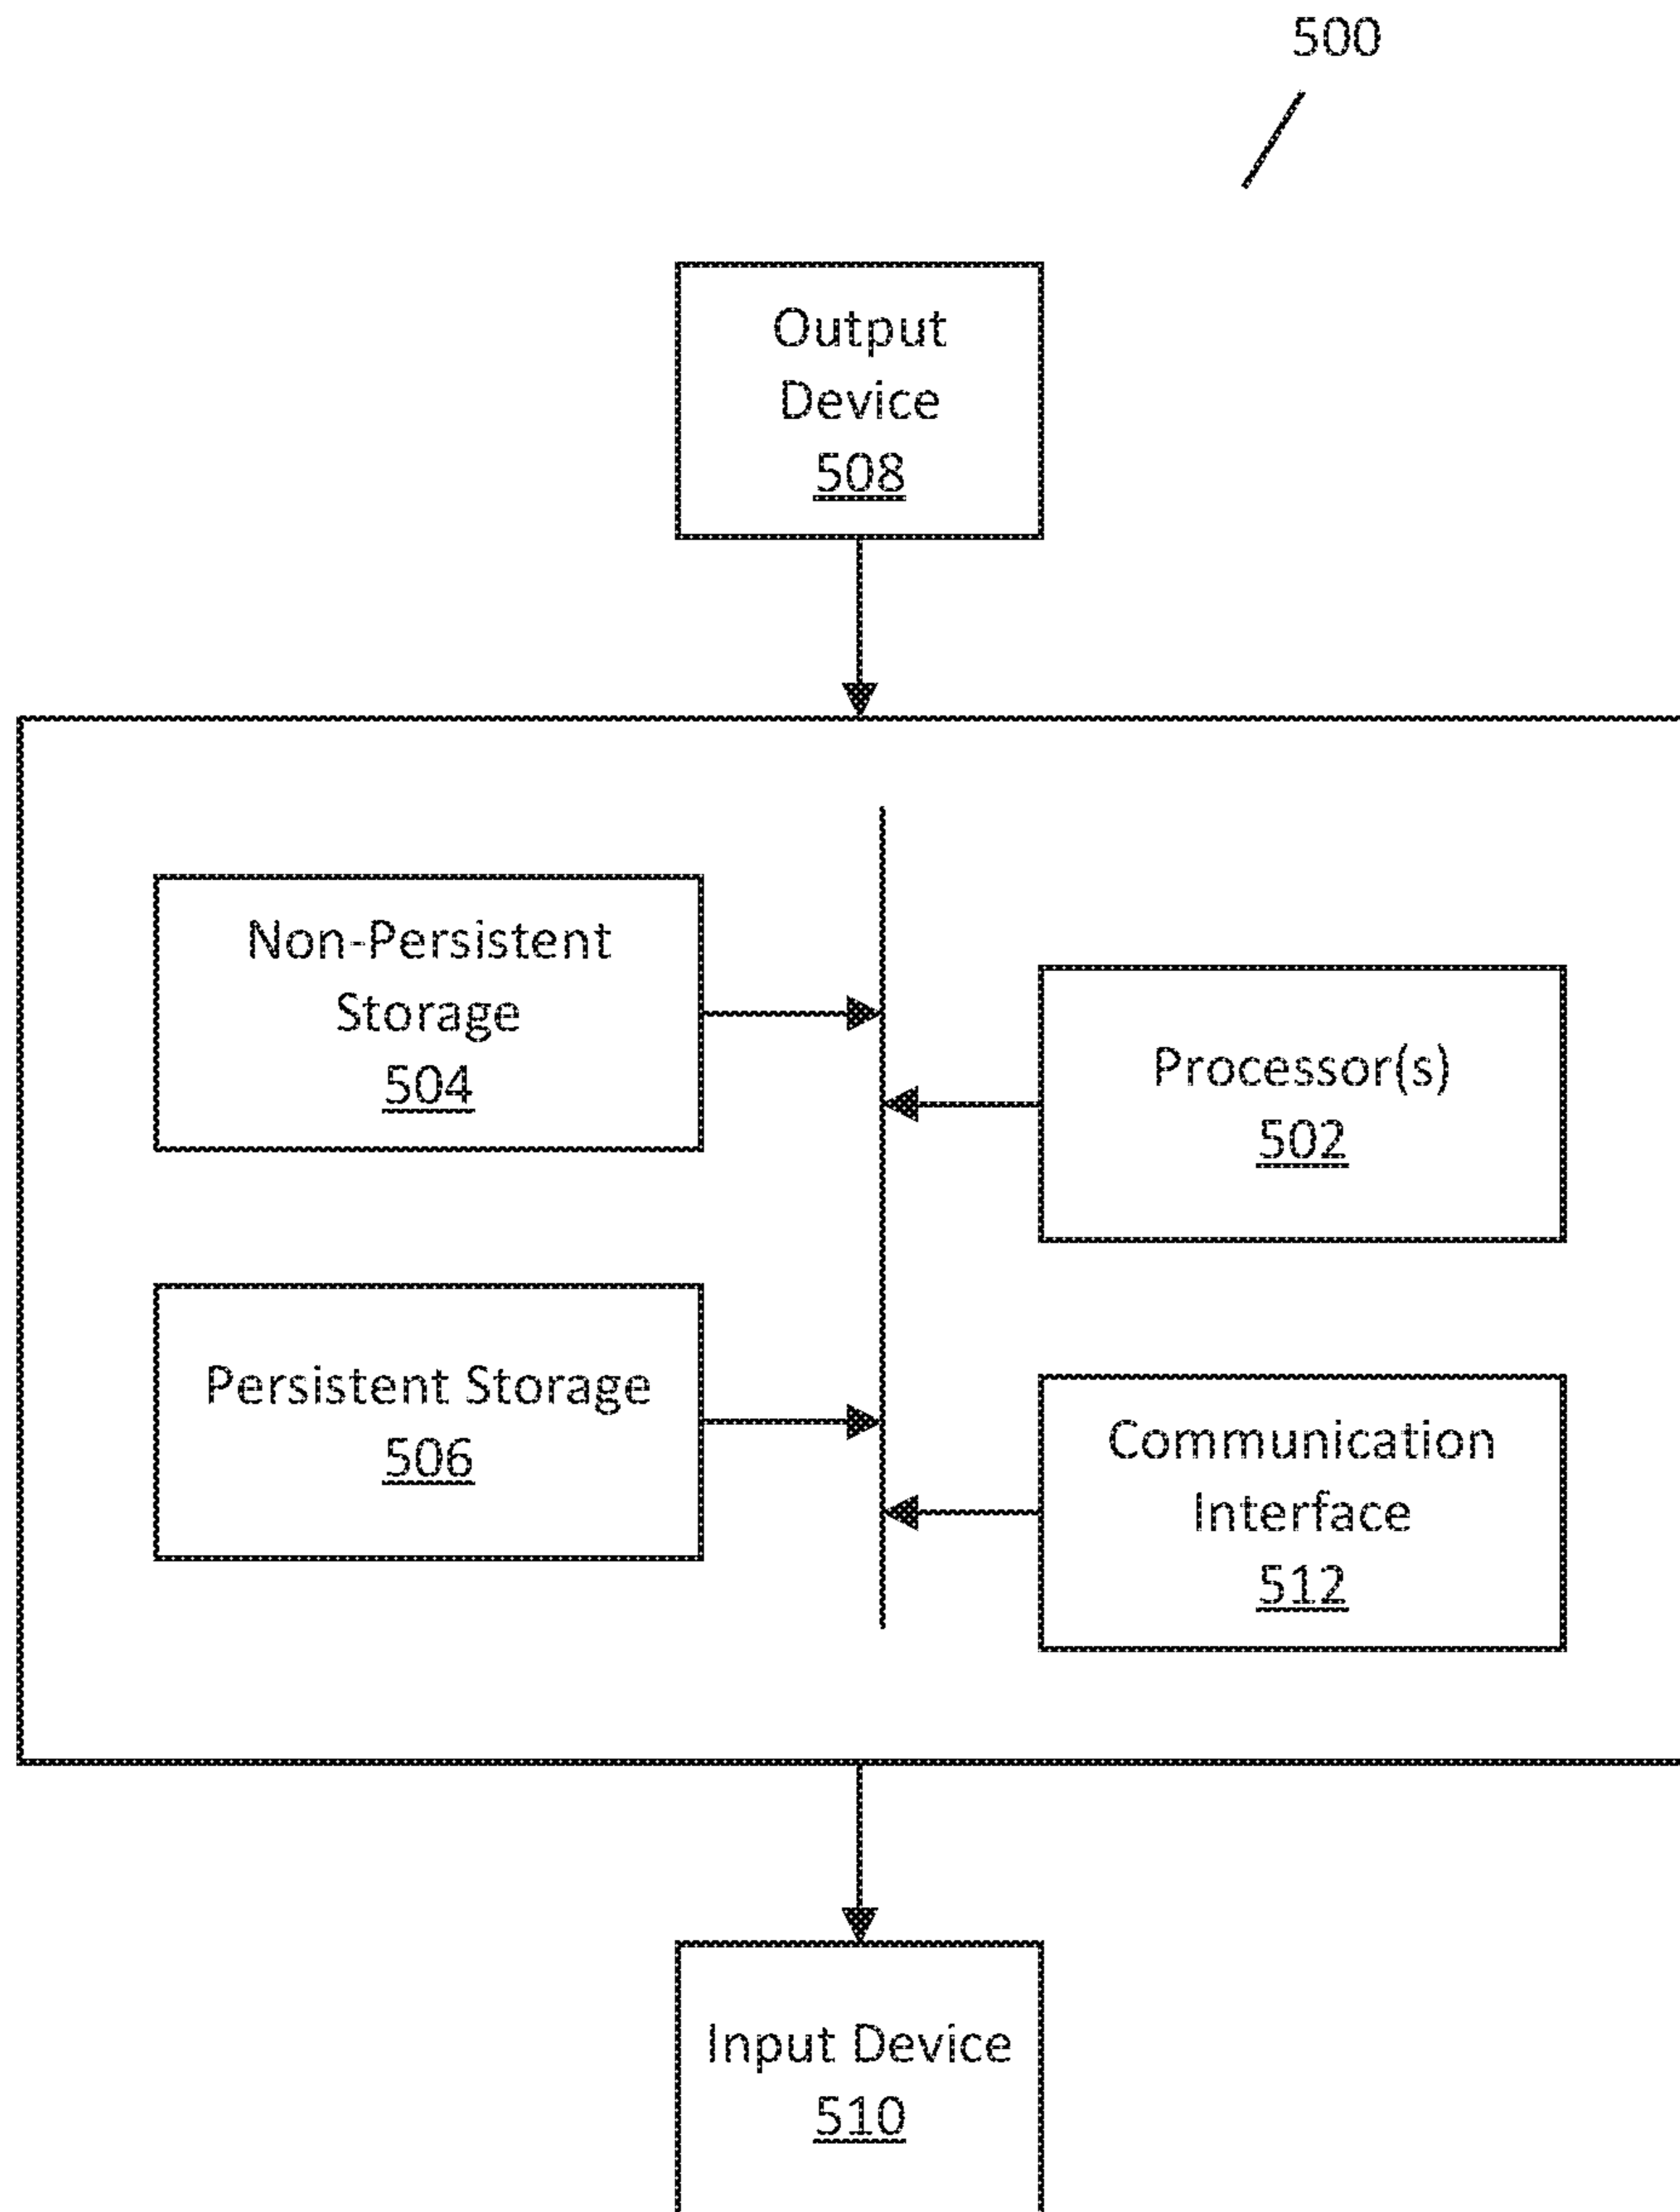 500
Output
Device
508
Non-Persistent
Storage
504
Processor(s)
502
Persistent Storage
506
Communication
Interface
512
Input Device
510